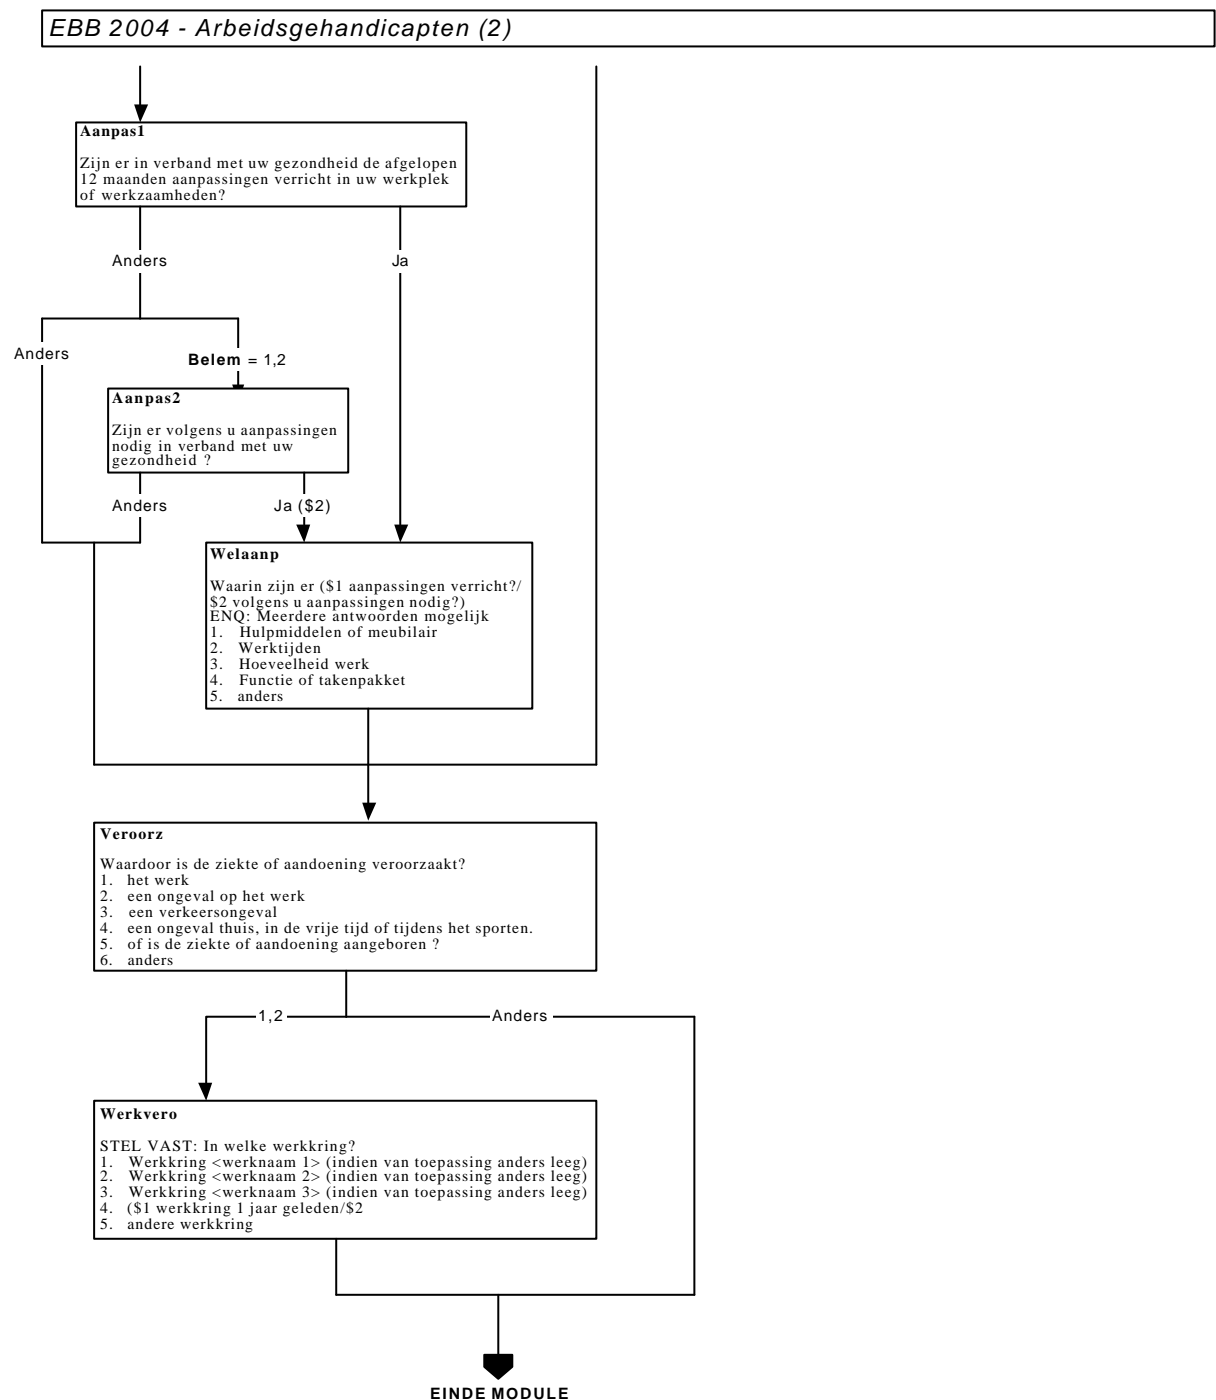 EBB 2004 - Arbeidsgehandicapten (2)
Aanpas1
Zijn er in verband met uw gezondheid de afgelopen
12 maanden aanpassingen verricht in uw werkplek
of werkzaamheden?
Anders
Ja
Anders
Belem = 1,2
Aanpas2
Zijn er volgens u aanpassingen
nodig in verband met uw
gezondheid ?
Anders
Ja ($2)
Welaanp
Waarin zijn er ($1 aanpassingen verricht?/
$2 volgens u aanpassingen nodig?)
ENQ: Meerdere antwoorden mogelijk
1. Hulpmiddelen of meubilair
2. Werktijden
3. Hoeveelheid werk
4. Functie of takenpakket
5. anders
Veroorz
Waardoor is de ziekte of aandoening veroorzaakt?
1. het werk
2. een ongeval op het werk
3. een verkeersongeval
4. een ongeval thuis, in de vrije tijd of tijdens het sporten.
5. of is de ziekte of aandoening aangeboren ?
6. anders
1,2
Anders
Werkvero
STEL VAST: In welke werkkring?
1. Werkkring <werknaam 1> (indien van toepassing anders leeg)
2. Werkkring <werknaam 2> (indien van toepassing anders leeg)
3. Werkkring <werknaam 3> (indien van toepassing anders leeg)
4. ($1 werkkring 1 jaar geleden/$2
5. andere werkkring
EINDE MODULE